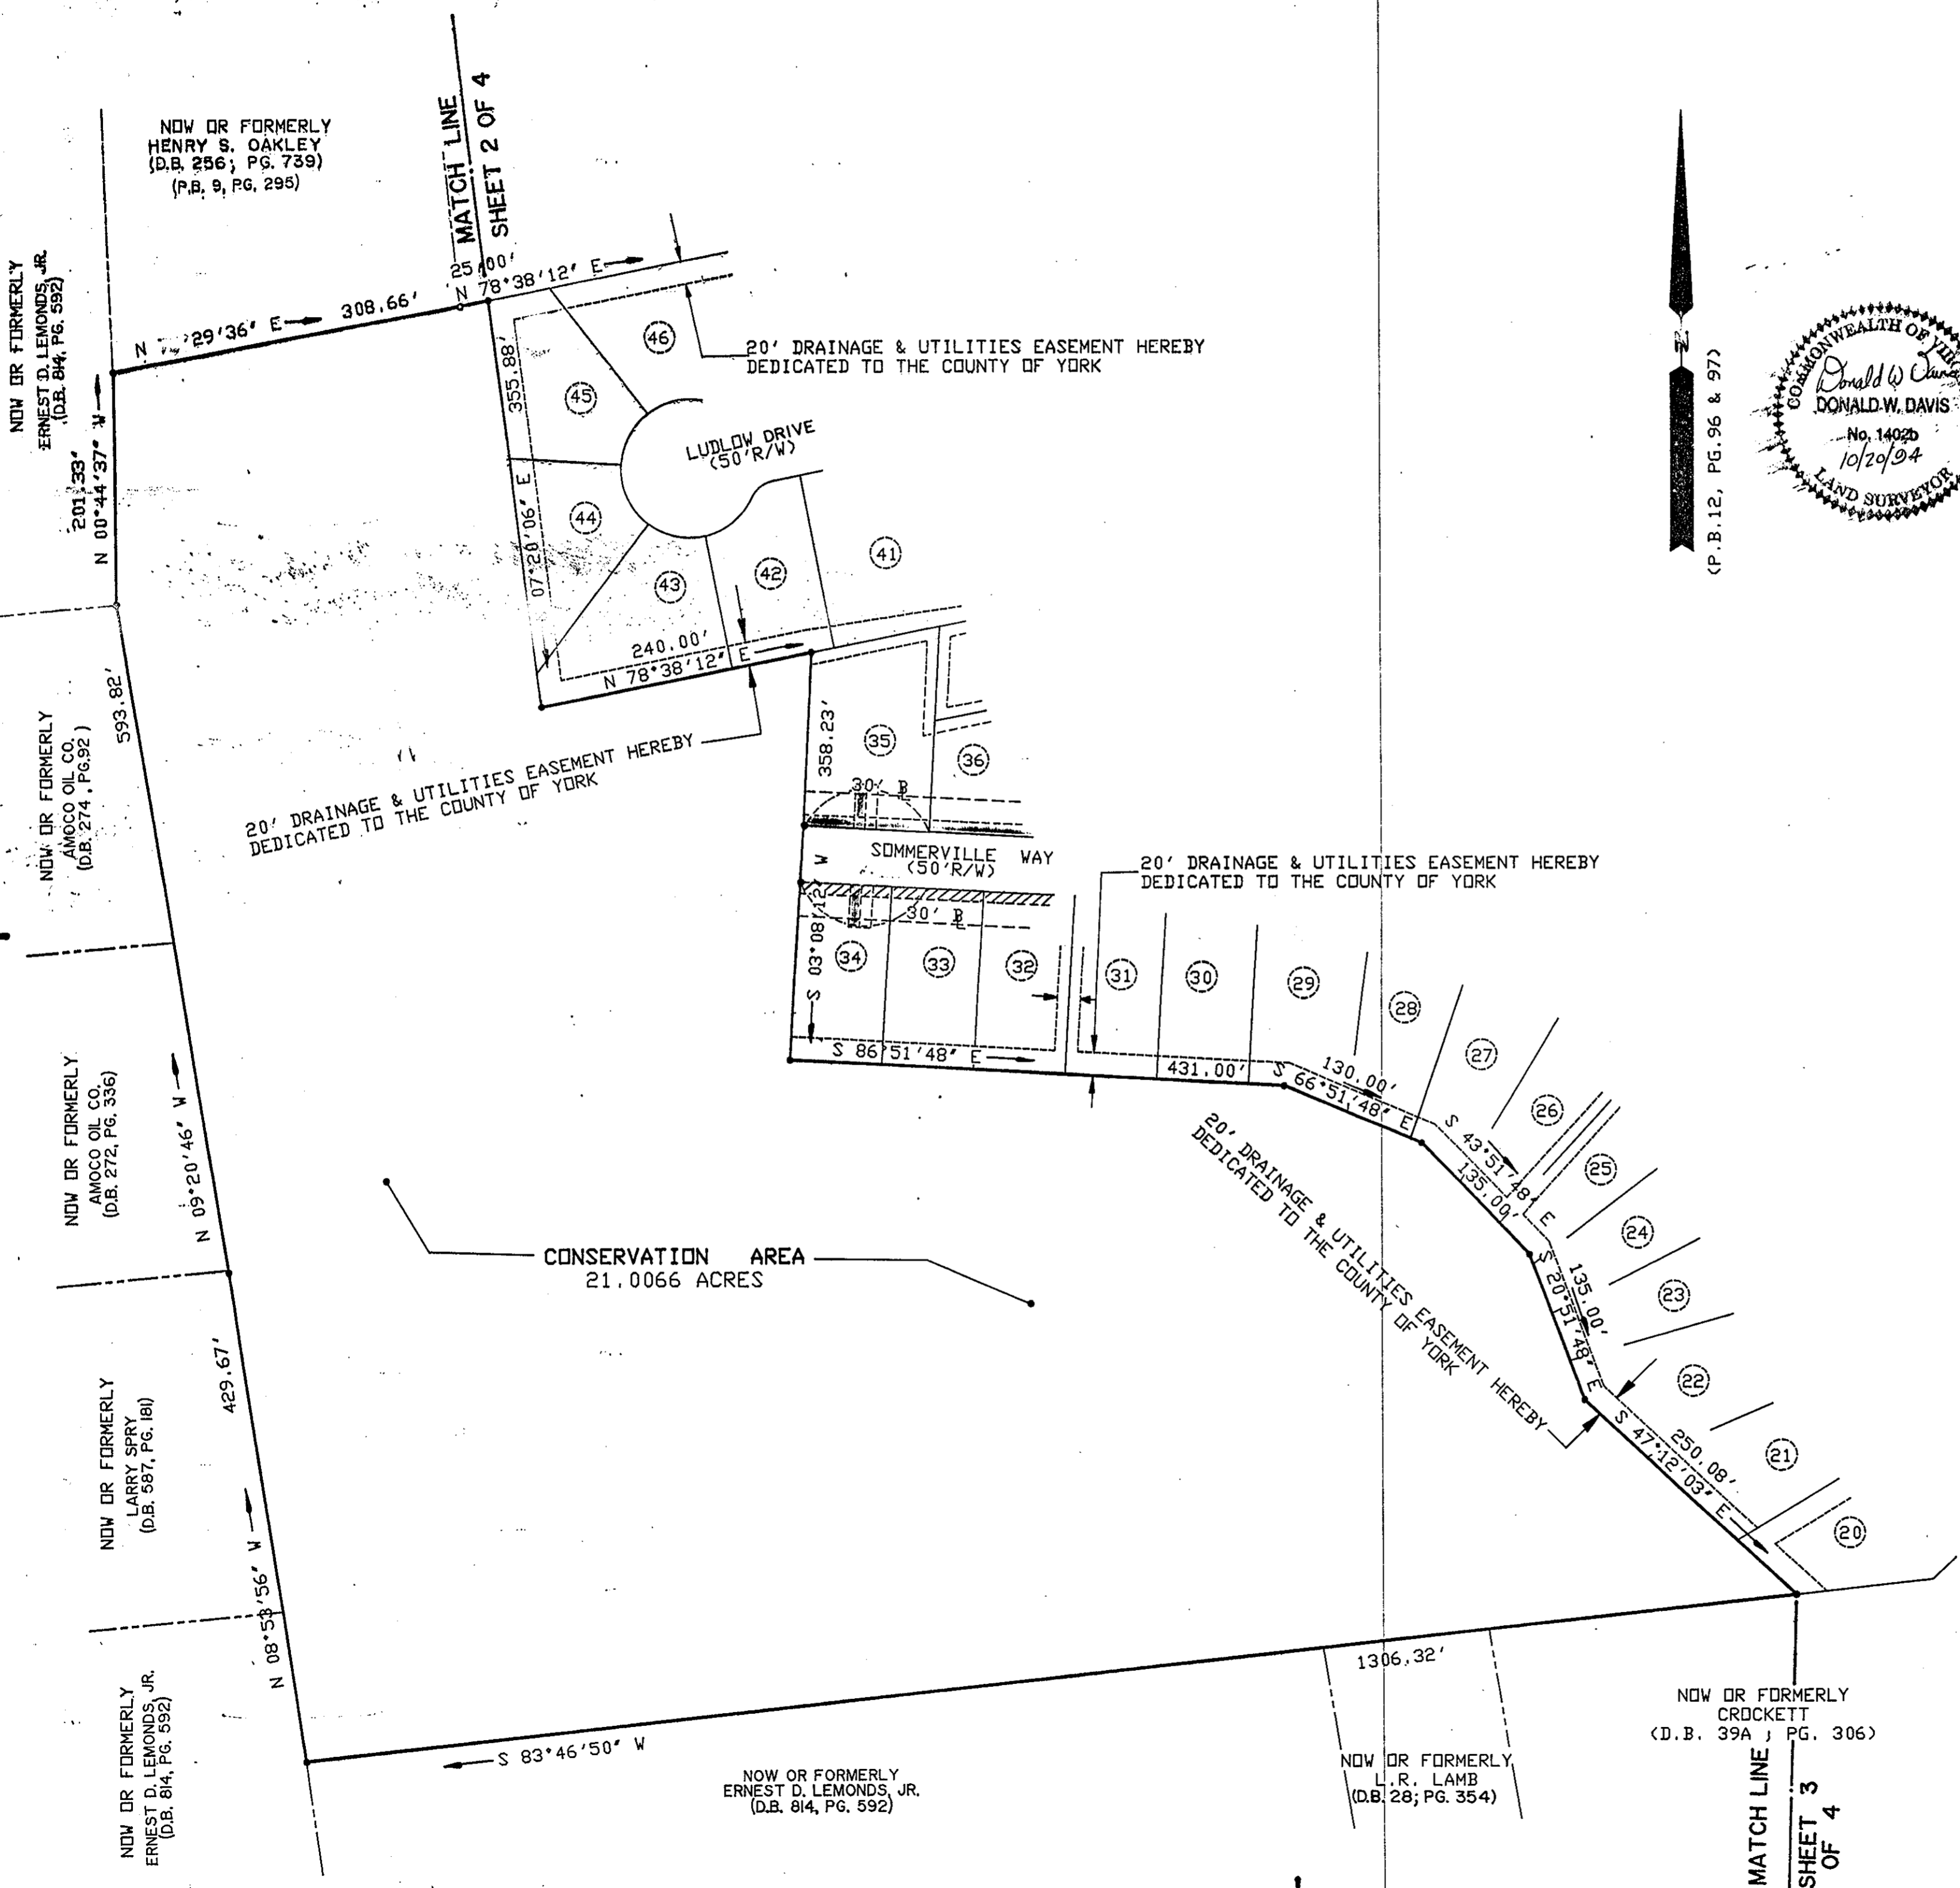 NOW OR FORMERLY
HENRY S. OAKLEY
(D.B. 256; PG. 739)
(P.B. 9, PG. 295)
MATCH LINE
SHEET 2 OF 4
NOW OR FORMERLY
ERNEST D. LEMONDS, JR.
(D.B. 814, PG. 592)
201.33'
N 00°44'37" W
N 29'36" E
308.66'
25.00'
N 78°38'12" E
20' DRAINAGE & UTILITIES EASEMENT HEREBY
DEDICATED TO THE COUNTY OF YORK
355.88'
07°20'06" E
46
45
44
43
42
41
LUDLOW DRIVE
(50'R/W)
240.00'
N 78°38'12" E
20' DRAINAGE & UTILITIES EASEMENT HEREBY
DEDICATED TO THE COUNTY OF YORK
N
(P.B.12, PG.96 & 97)
COMMONWEALTH OF
Donald W Davis
DONALD W. DAVIS
No. 1402b
10/20/94
LAND SURVEYOR
593.82'
NOW OR FORMERLY
AMOCO OIL CO.
(D.B. 274, PG.92)
358.23'
35
36
30' BL
SOMMERVILLE WAY
(50'R/W)
S 03°08'12" W
30' BL
34
33
32
31
30
29
28
27
26
25
24
23
22
21
20
20' DRAINAGE & UTILITIES EASEMENT HEREBY
DEDICATED TO THE COUNTY OF YORK
S 86°51'48" E
431.00'
130.00'
S 66°51'48" E
S 43°51'48" E
135.00'
135.00'
S 20°51'48" E
250.08'
S 47°12'03" E
20' DRAINAGE & UTILITIES EASEMENT HEREBY
DEDICATED TO THE COUNTY OF YORK
NOW OR FORMERLY
AMOCO OIL CO.
(D.B. 272, PG. 336)
N 09°20'46" W
CONSERVATION AREA
21.0066 ACRES
NOW OR FORMERLY
LARRY SPRY
(D.B. 587, PG. 181)
429.67'
N 08°53'56" W
NOW OR FORMERLY
ERNEST D. LEMONDS, JR.
(D.B. 814, PG. 592)
S 83°46'50" W
1306.32'
NOW OR FORMERLY
ERNEST D. LEMONDS, JR.
(D.B. 814, PG. 592)
NOW OR FORMERLY
L.R. LAMB
(D.B. 28; PG. 354)
NOW OR FORMERLY
CROCKETT
(D.B. 39A ; PG. 306)
MATCH LINE
SHEET 3
OF 4